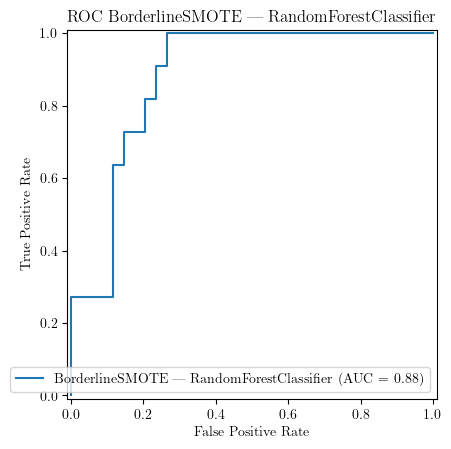 ROC BorderlineSMOTE — RandomForestClassifier
1.0
0.8
0.6
0.4
0.2
0.0
True Positive Rate
BorderlineSMOTE — RandomForestClassifier (AUC = 0.88)
0.0 0.2 0.4 0.6 0.8 1.0
False Positive Rate